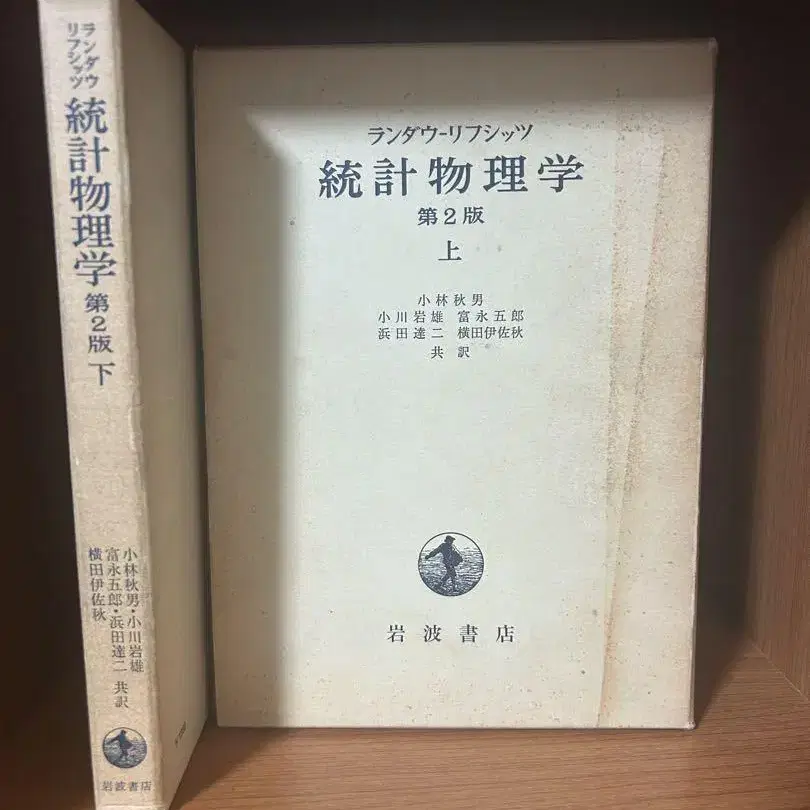 ランダウ
リフシッツ
統計物理学 第2版 下
小林秋男・小川岩雄
富永五郎・浜田達二 共訳
横田伊佐秋
岩波書店
ランダウ-リフシッツ
統計物理学
第2版
上
小林秋男
小川岩雄 富永五郎
浜田達二 横田伊佐秋
共訳
岩波書店